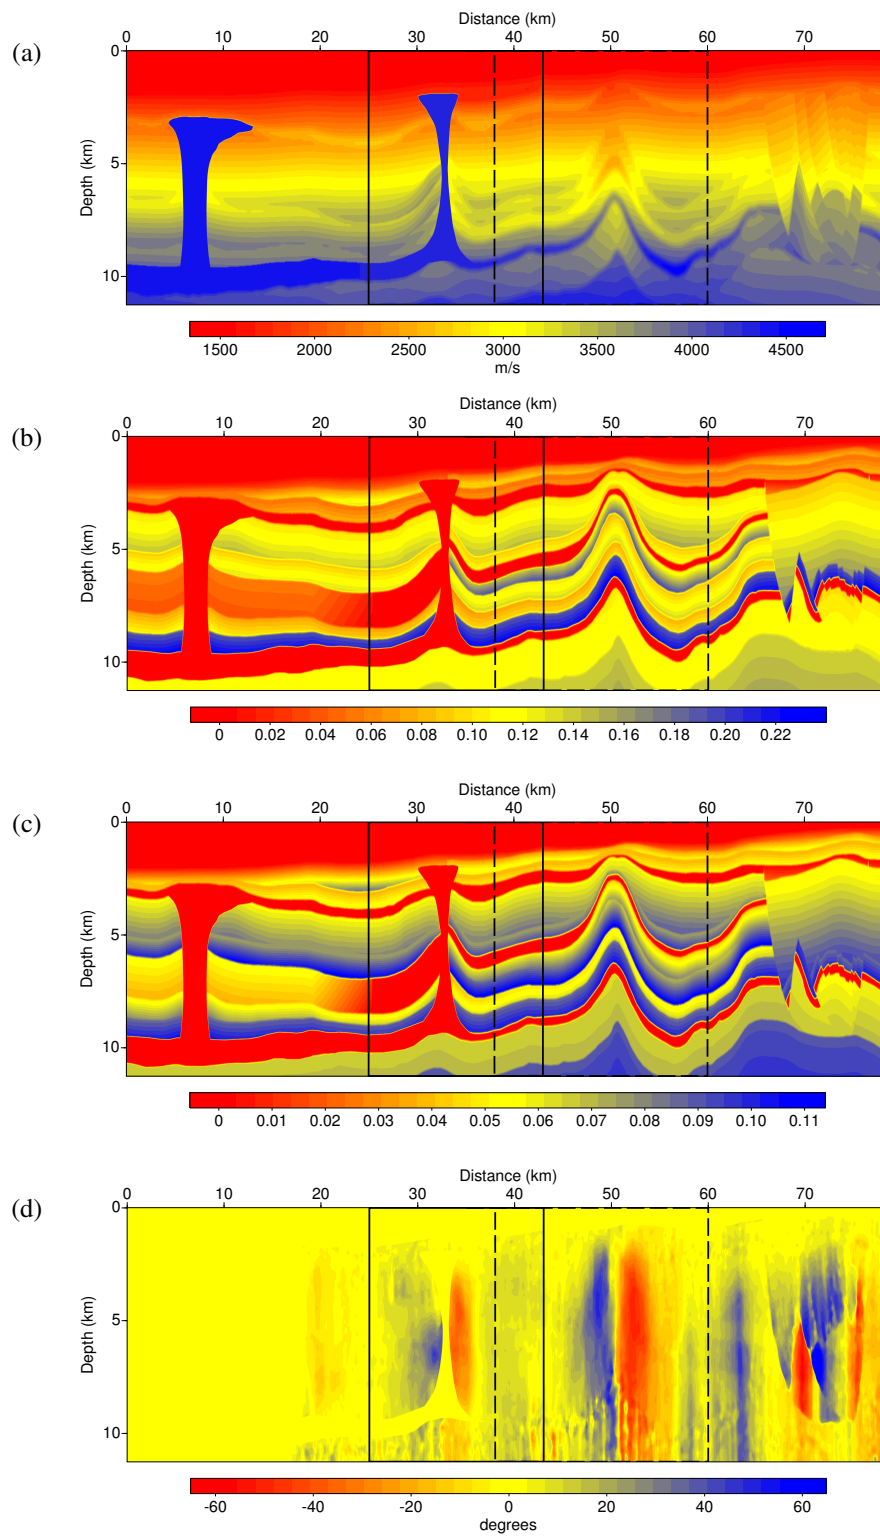 (a)
Distance (km)
0 10 20 30 40 50 60 70
Depth (km)
0
5
10
1500 2000 2500 3000 3500 4000 4500
m/s
(b)
Distance (km)
0 10 20 30 40 50 60 70
Depth (km)
0
5
10
0 0.02 0.04 0.06 0.08 0.10 0.12 0.14 0.16 0.18 0.20 0.22
(c)
Distance (km)
0 10 20 30 40 50 60 70
Depth (km)
0
5
10
0 0.01 0.02 0.03 0.04 0.05 0.06 0.07 0.08 0.09 0.10 0.11
(d)
Distance (km)
0 10 20 30 40 50 60 70
Depth (km)
0
5
10
-60 -40 -20 0 20 40 60
degrees